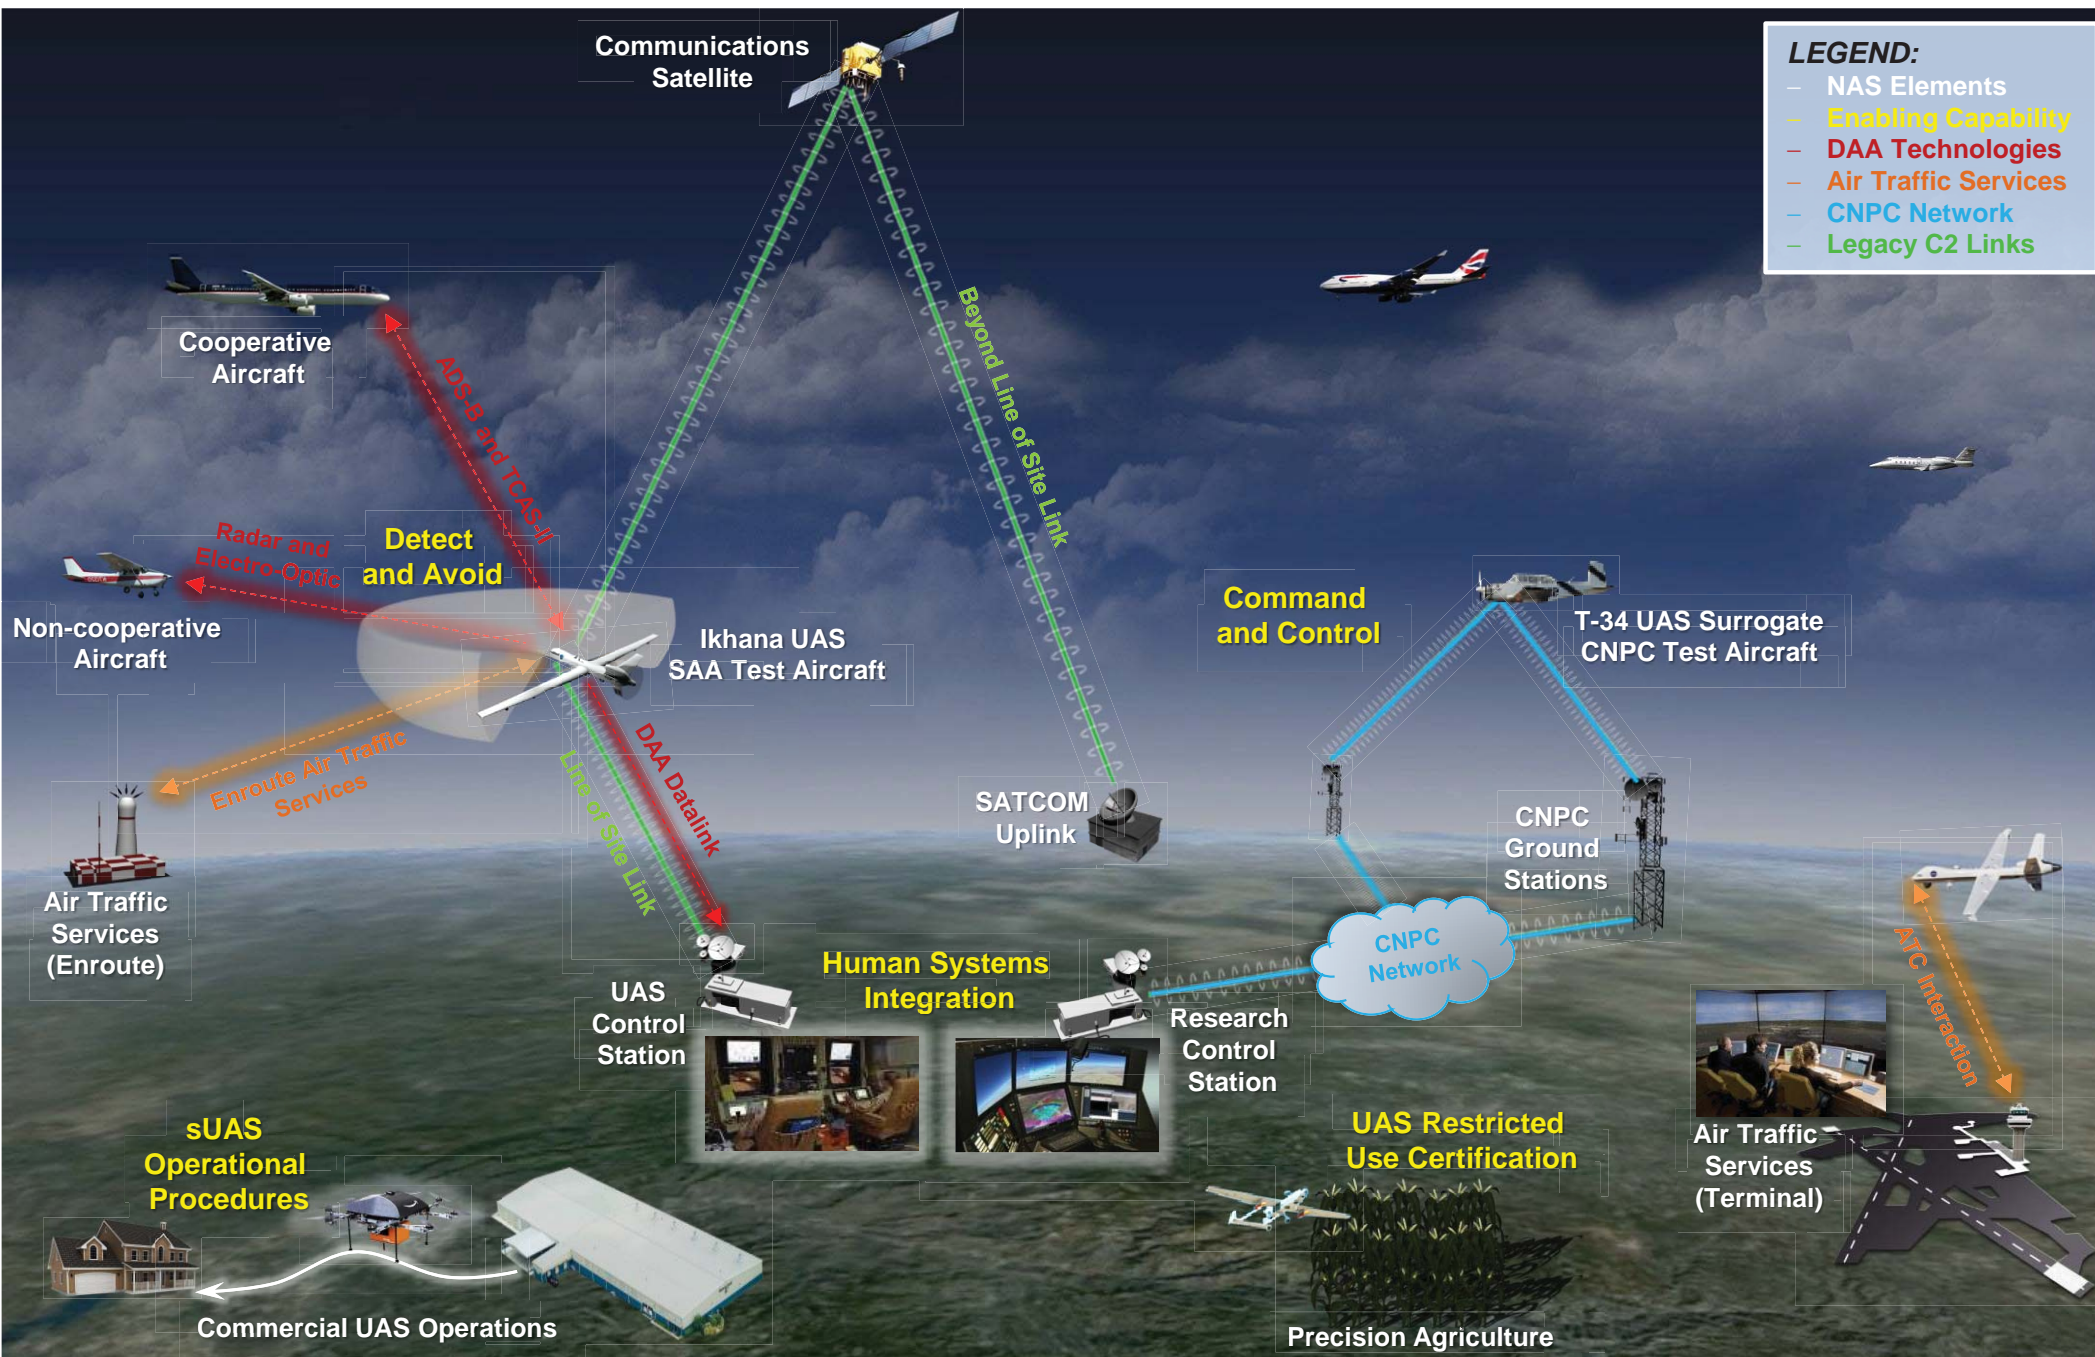 Communications
Satellite
LEGEND:
– NAS Elements
– Enabling Capability
– DAA Technologies
– Air Traffic Services
– CNPC Network
– Legacy C2 Links
Cooperative
Aircraft
ADS-B and TCAS-II
Beyond Line of Site Link
Radar and
Electro-Optic
Detect
and Avoid
Non-cooperative
Aircraft
Ikhana UAS
SAA Test Aircraft
Command
and Control
T-34 UAS Surrogate
CNPC Test Aircraft
Enroute Air Traffic
Services
Line of Site Link
DAA Datalink
SATCOM
Uplink
CNPC
Ground
Stations
Air Traffic
Services
(Enroute)
UAS
Control
Station
Human Systems
Integration
Research
Control
Station
CNPC
Network
ATC Interaction
sUAS
Operational
Procedures
UAS Restricted
Use Certification
Air Traffic
Services
(Terminal)
Commercial UAS Operations
Precision Agriculture